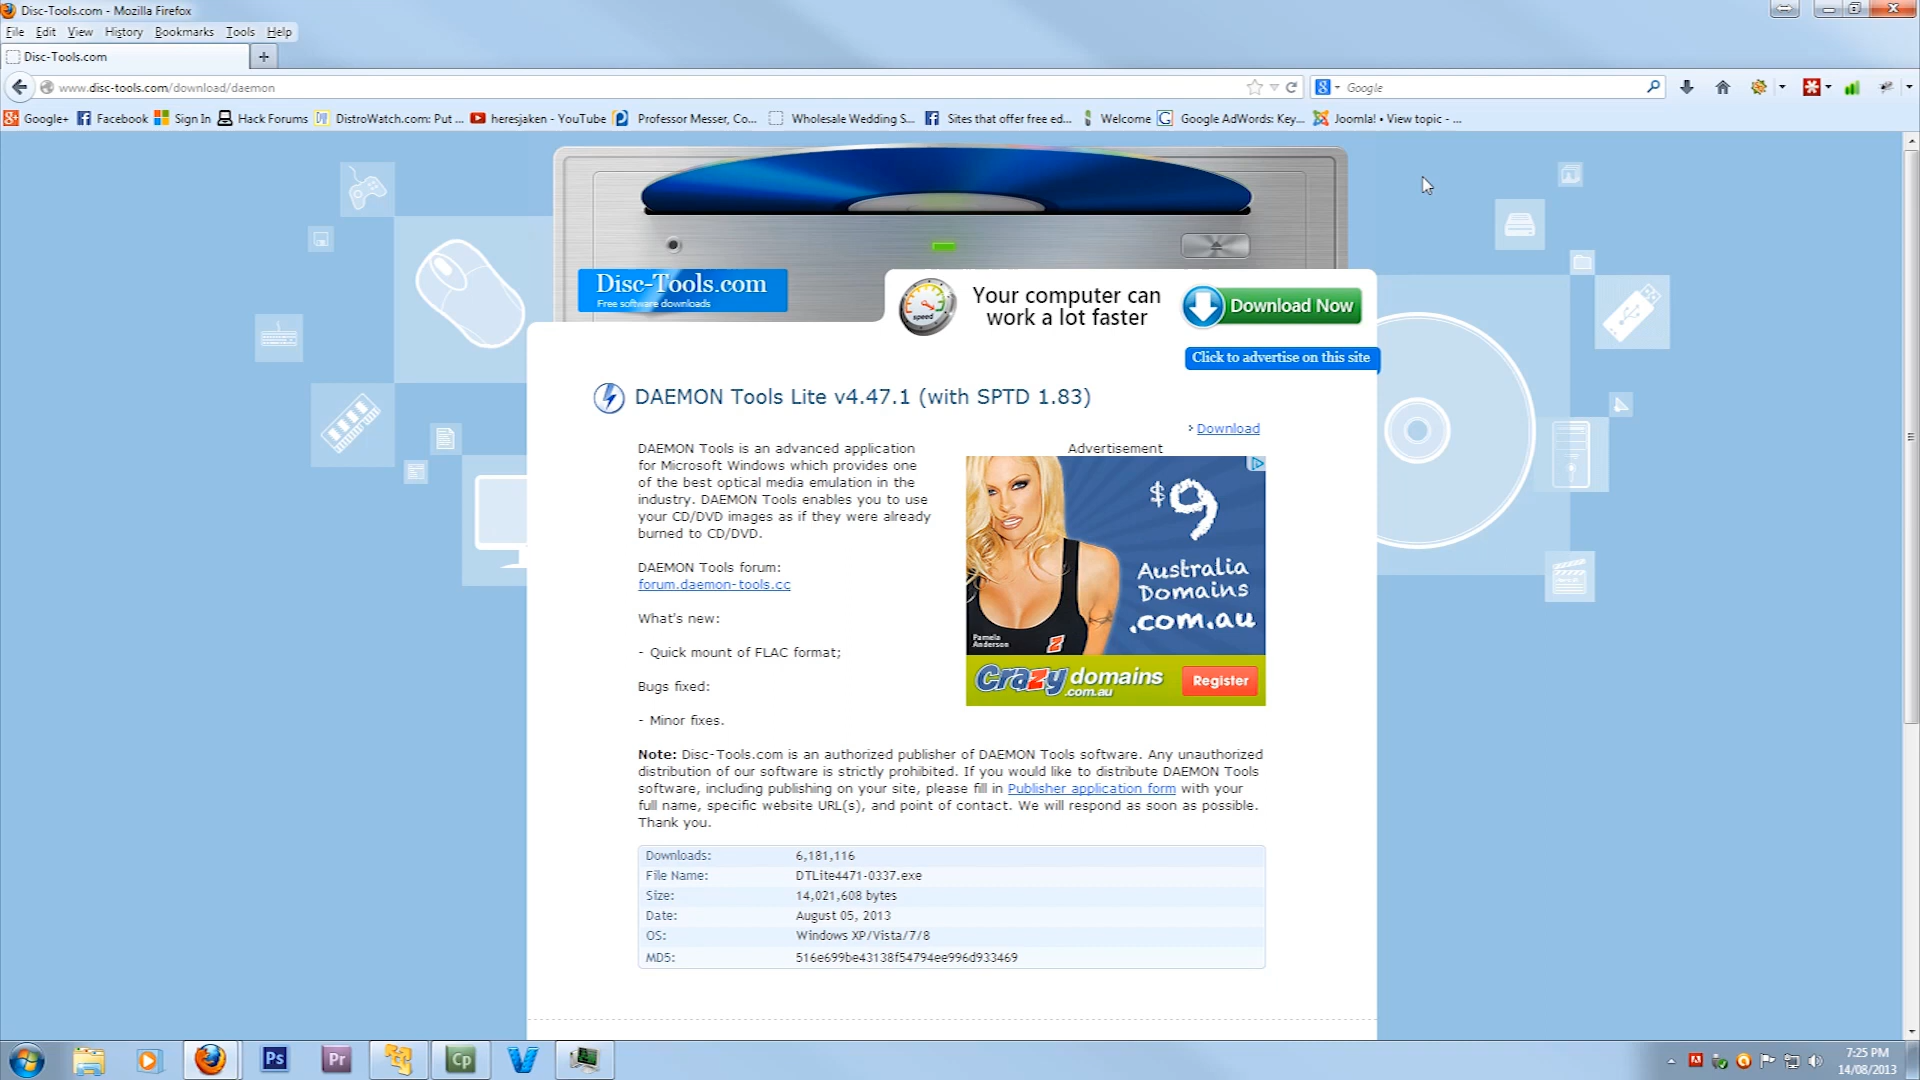 Disc-Tools.com - Mozilla Firefox
File Edit View History Bookmarks Tools Help
Disc-Tools.com
www.disc-tools.com/download/daemon
Google
Google+ Facebook Sign In Hack Forums DistroWatch.com: Put ... heresjaken - YouTube Professor Messer, Co... Wholesale Wedding S... Sites that offer free ed... Welcome Google AdWords: Key... Joomla! • View topic - ...
Disc-Tools.com
Free software downloads
speed
Your computer can
work a lot faster
Download Now
Click to advertise on this site
DAEMON Tools Lite v4.47.1 (with SPTD 1.83)
Download
DAEMON Tools is an advanced application
for Microsoft Windows which provides one
of the best optical media emulation in the
industry. DAEMON Tools enables you to use
your CD/DVD images as if they were already
burned to CD/DVD.
DAEMON Tools forum:
forum.daemon-tools.cc
What's new:
- Quick mount of FLAC format;
Bugs fixed:
- Minor fixes.
Advertisement
$9
Australia
Domains
.com.au
Pamela
Anderson
Crazy domains
.com.au
Register
Note: Disc-Tools.com is an authorized publisher of DAEMON Tools software. Any unauthorized
distribution of our software is strictly prohibited. If you would like to distribute DAEMON Tools
software, including publishing on your site, please fill in Publisher application form with your
full name, specific website URL(s), and point of contact. We will respond as soon as possible.
Thank you.
Downloads: 6,181,116
File Name: DTLite4471-0337.exe
Size: 14,021,608 bytes
Date: August 05, 2013
OS: Windows XP/Vista/7/8
MD5: 516e699be43138f54794ee996d933469
Ps Pr Cp
7:25 PM
14/08/2013